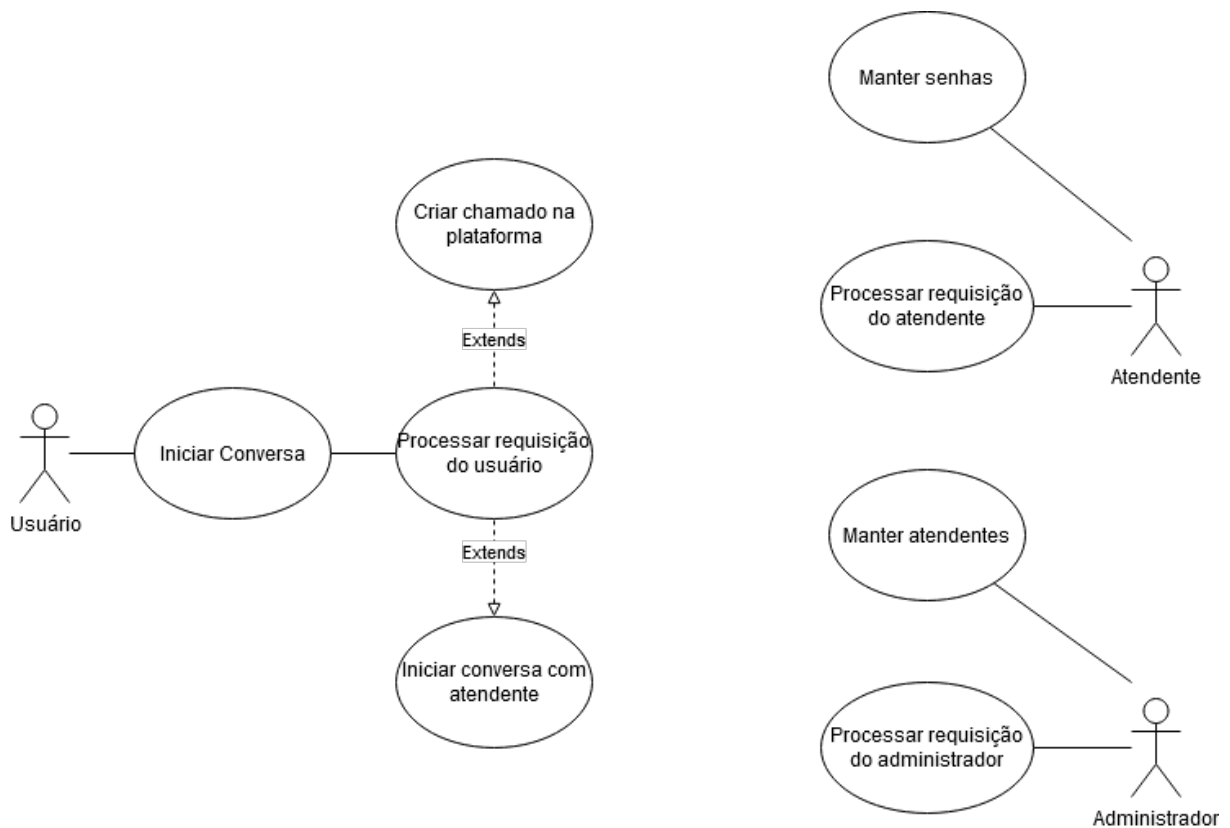 Manter senhas
Criar chamado na
plataforma
Processar requisição
do atendente
Extends
Atendente
Iniciar Conversa
Processar requisição
do usuário
Usuário
Manter atendentes
Extends
Iniciar conversa com
atendente
Processar requisição
do administrador
Administrador